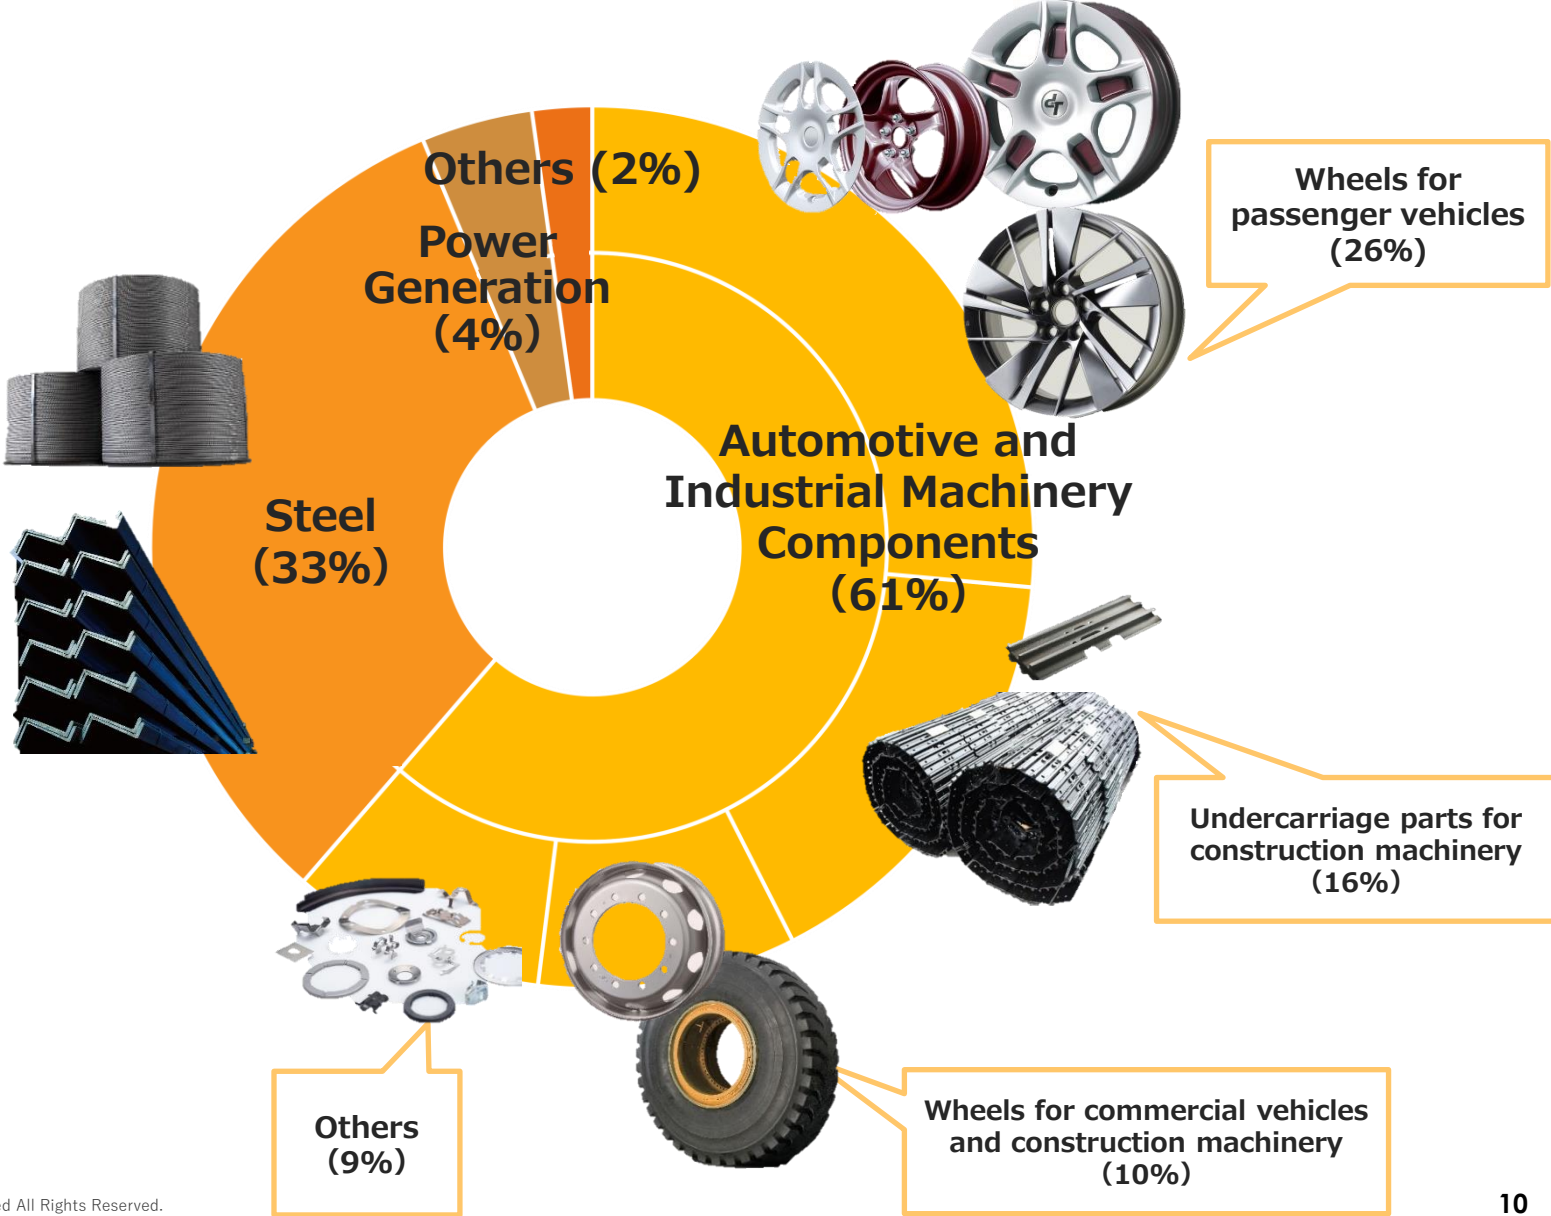 Others (2%)
Power
Generation
(4%)
Wheels for
passenger vehicles
(26%)
Automotive and
Industrial Machinery
Components
(61%)
Steel
(33%)
Undercarriage parts for
construction machinery
(16%)
Others
(9%)
Wheels for commercial vehicles
and construction machinery
(10%)
ed All Rights Reserved.
10